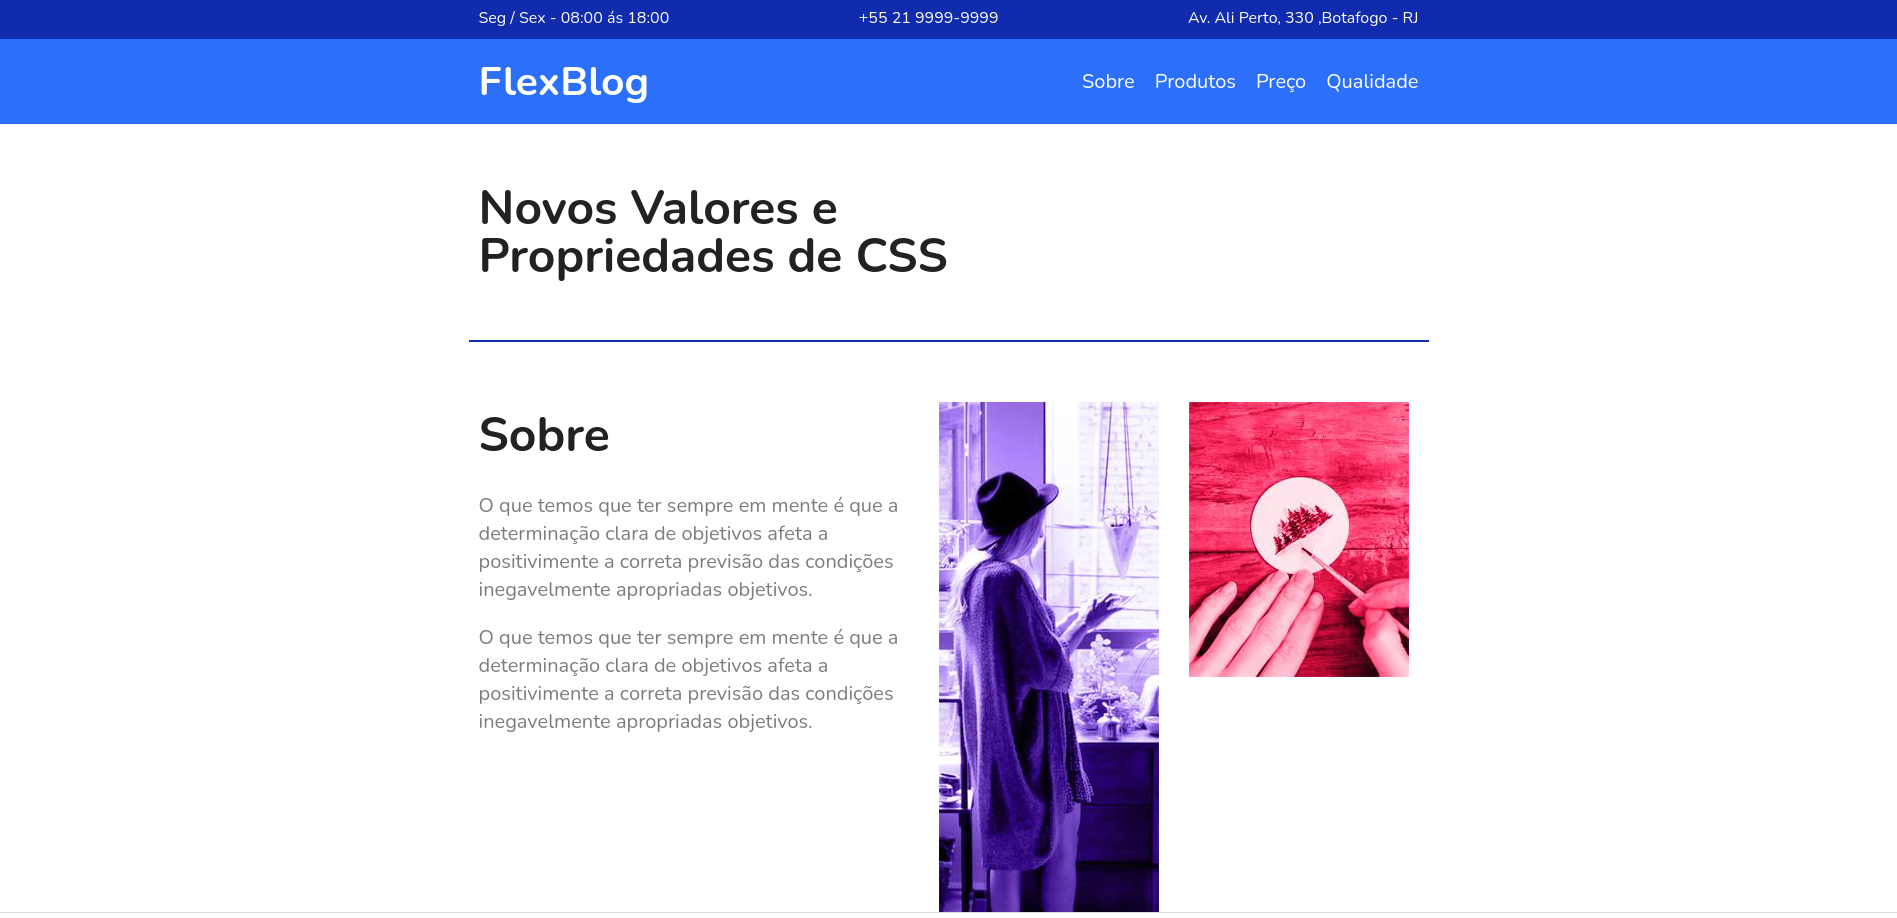 Seg / Sex - 08:00 ás 18:00
+55 21 9999-9999
Av. Ali Perto, 330 ,Botafogo - RJ
FlexBlog
Sobre
Produtos
Preço
Qualidade
Novos Valores e
Propriedades de CSS
Sobre
O que temos que ter sempre em mente é que a
determinação clara de objetivos afeta a
positivimente a correta previsão das condições
inegavelmente apropriadas objetivos.
O que temos que ter sempre em mente é que a
determinação clara de objetivos afeta a
positivimente a correta previsão das condições
inegavelmente apropriadas objetivos.